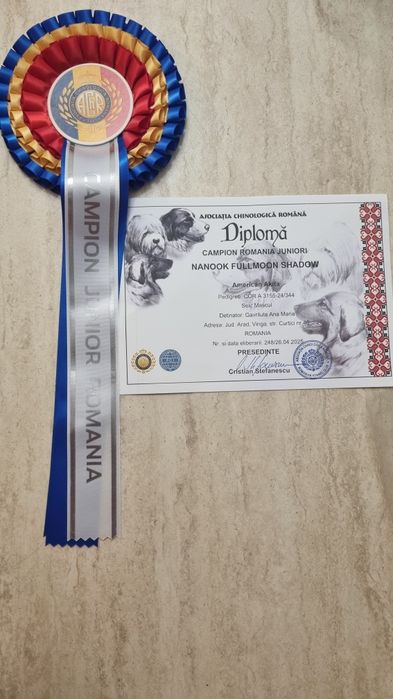 CAMPION JUNIOR ROMANIA
ASOCIAȚIA CHINOLOGICĂ ROMÂNĂ
Diplomă
CAMPION ROMANIA JUNIORI
NANOOK FULLMOON SHADOW
American Akita
Pedigree: COR A 3155-24/344
Sex: Mascul
Detinator: Gavriluta Ana Maria
Adresa: Jud. Arad, Vinga, str. Curtici nr.
ROMANIA
Nr. si data eliberarii: 248/26.04.2025
PREȘEDINTE
Cristian Stefanescu